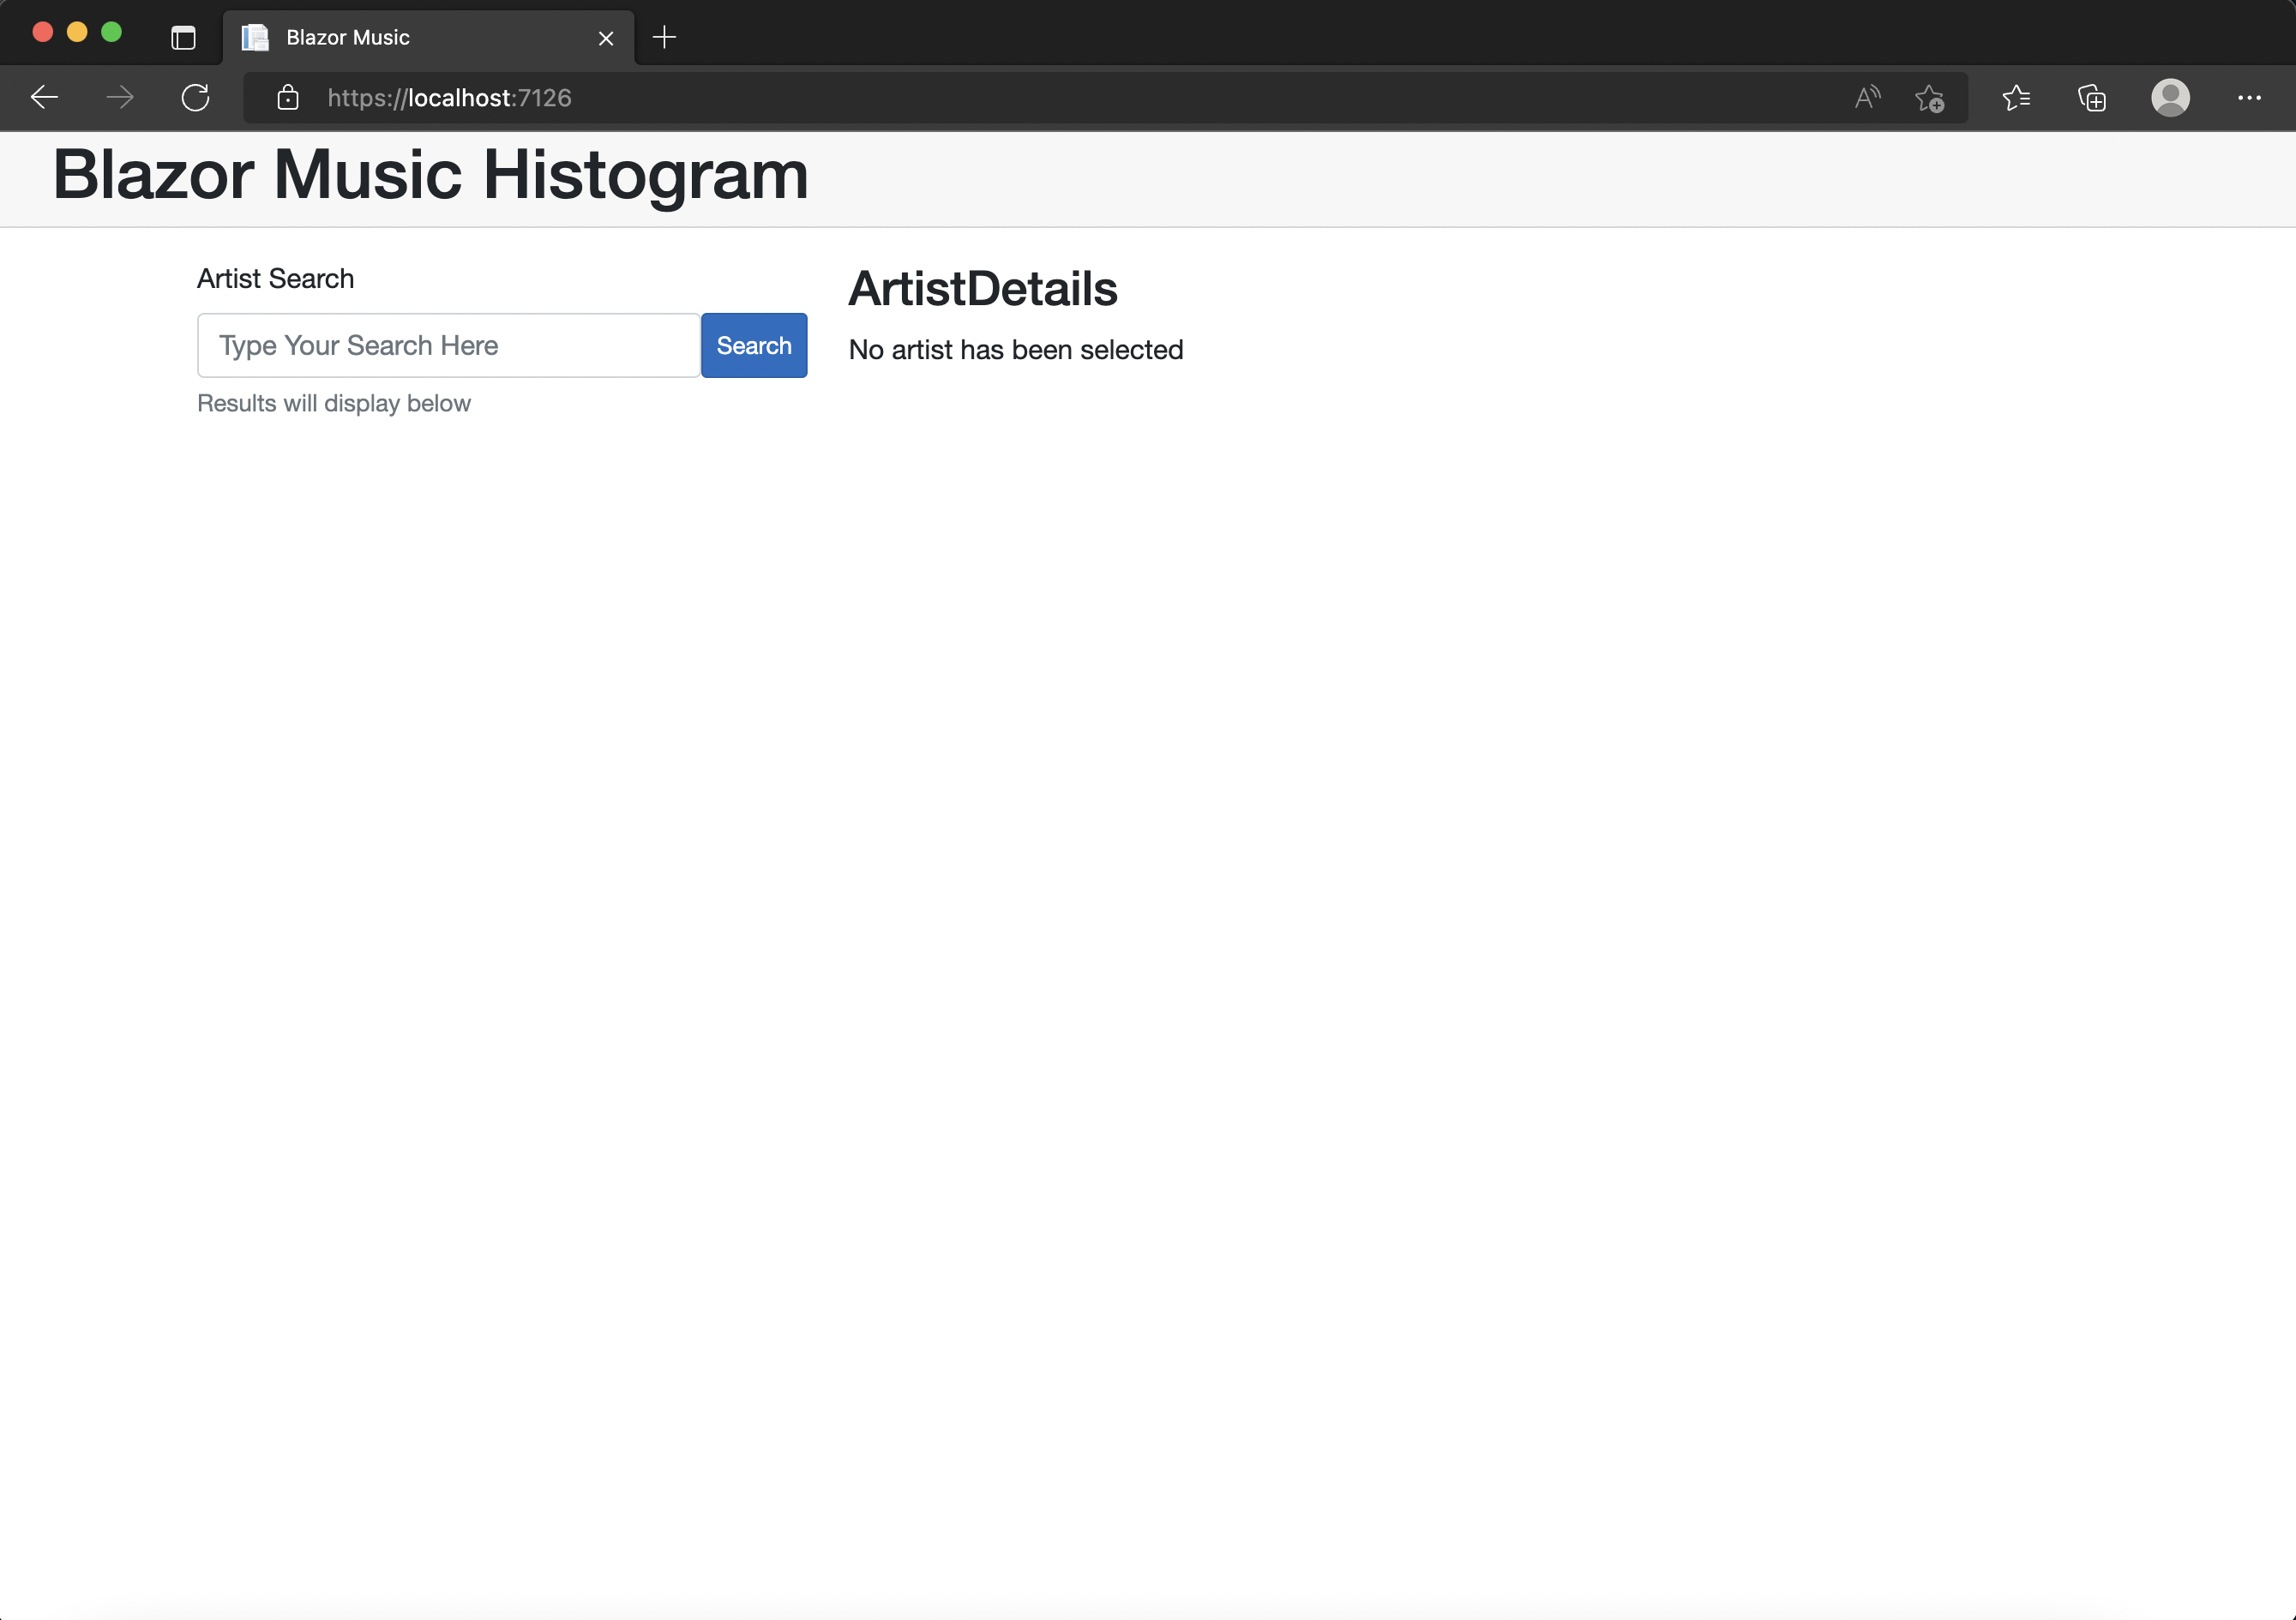 Blazor Music
https://localhost:7126
Blazor Music Histogram
Artist Search
Type Your Search Here
Search
Results will display below
ArtistDetails
No artist has been selected